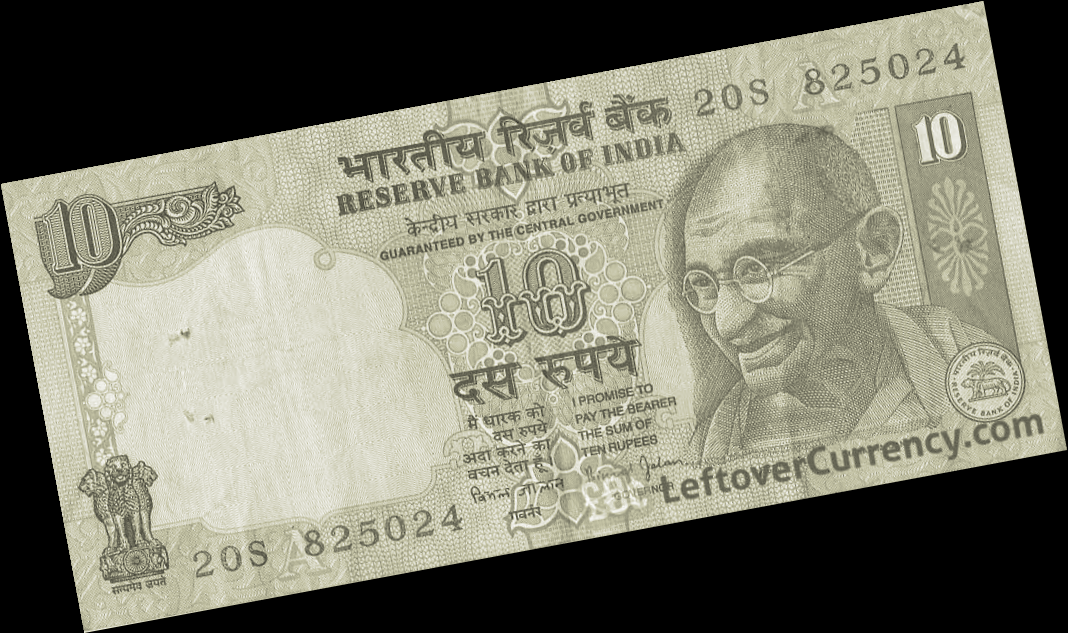 20S 825024
भारतीय रिज़र्व बैंक
RESERVE BANK OF INDIA
केन्द्रीय सरकार द्वारा प्रत्याभूत
GUARANTEED BY THE CENTRAL GOVERNMENT
10
10
10
दस रुपये
मैं धारक को
दस रुपये
अदा करने का
वचन देता हूँ
I PROMISE TO
PAY THE BEARER
THE SUM OF
TEN RUPEES
बिमल जालान
गवर्नर
GOVERNOR
भारतीय रिज़र्व बैंक
RESERVE BANK OF INDIA
LeftoverCurrency.com
20S 825024
A
A
सत्यमेव जयते